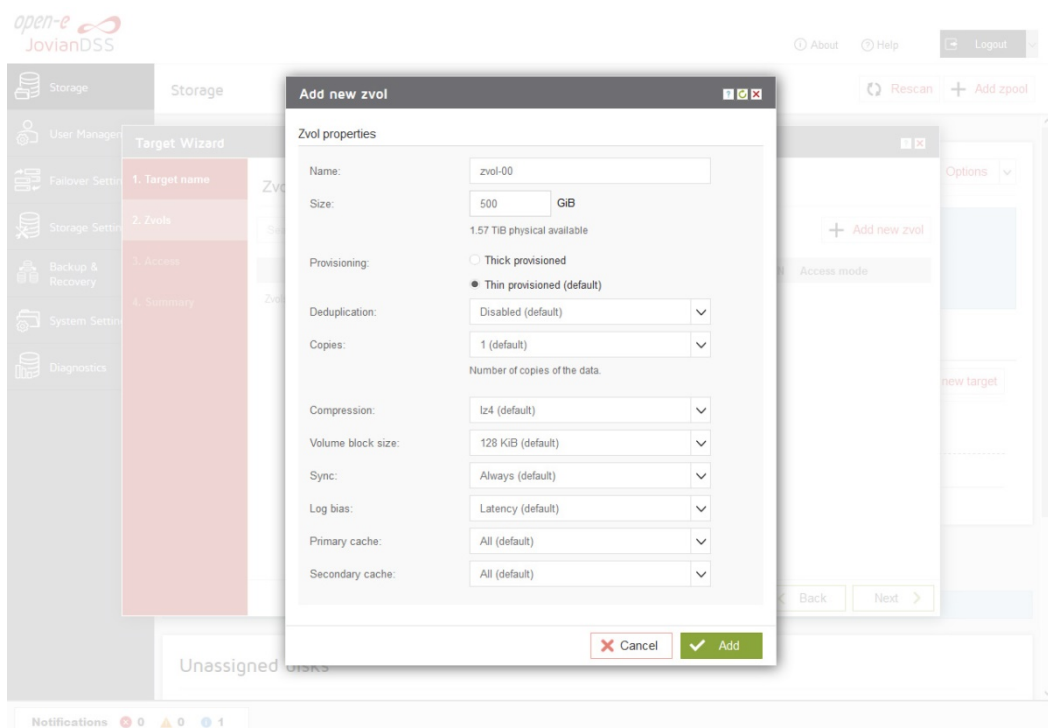 open-e
JovianDSS
About
Help
Logout
Storage
Storage
Rescan
Add zpool
Add new zvol
User Manage
Target Wizard
Failover Settin
1. Target name
Zvo
Options
Storage Settin
2. Zvols
Add new zvol
Backup &
Recovery
3. Access
Access mode
System Settin
4. Summary
Diagnostics
new target
Zvol properties
Name: zvol-00
Size: 500 GiB
1.57 TiB physical available
Provisioning: Thick provisioned
Thin provisioned (default)
Deduplication: Disabled (default)
Copies: 1 (default)
Number of copies of the data.
Compression: lz4 (default)
Volume block size: 128 KiB (default)
Sync: Always (default)
Log bias: Latency (default)
Primary cache: All (default)
Secondary cache: All (default)
Back
Next
Cancel
Add
Unassigned disks
Notifications 0 0 1